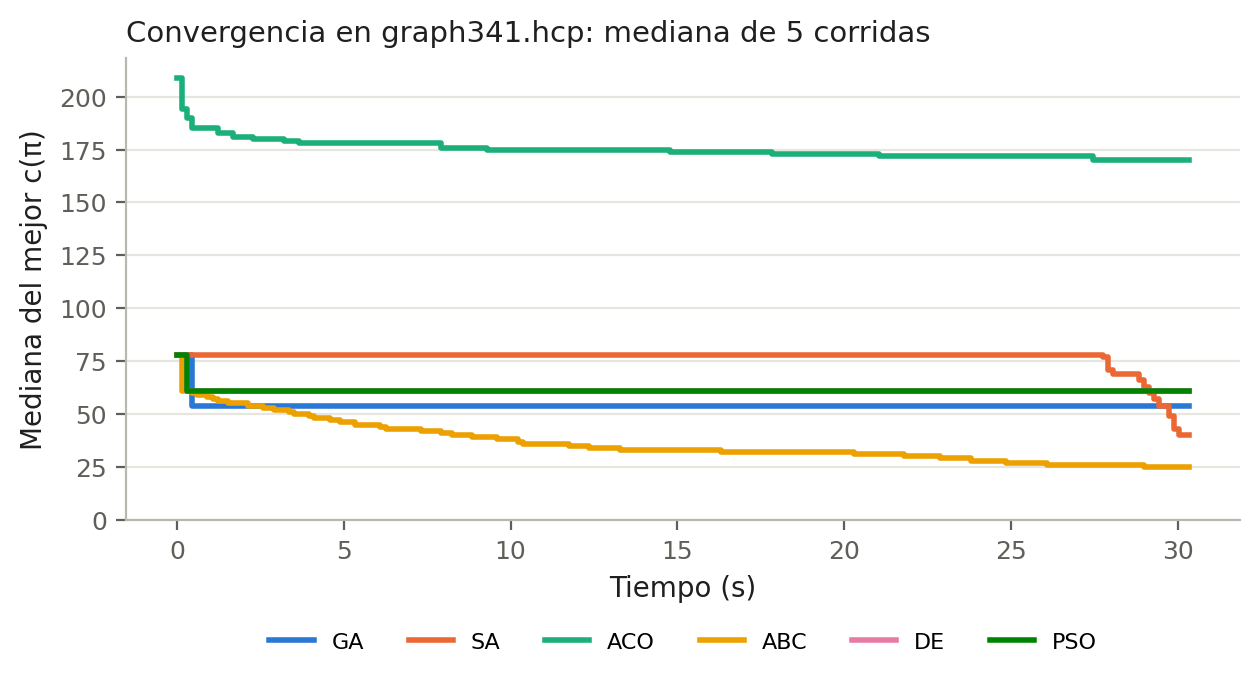 Convergencia en graph341.hcp: mediana de 5 corridas
Mediana del mejor c(π)
200
175
150
125
100
75
50
25
0
0 5 10 15 20 25 30
Tiempo (s)
GA SA ACO ABC DE PSO